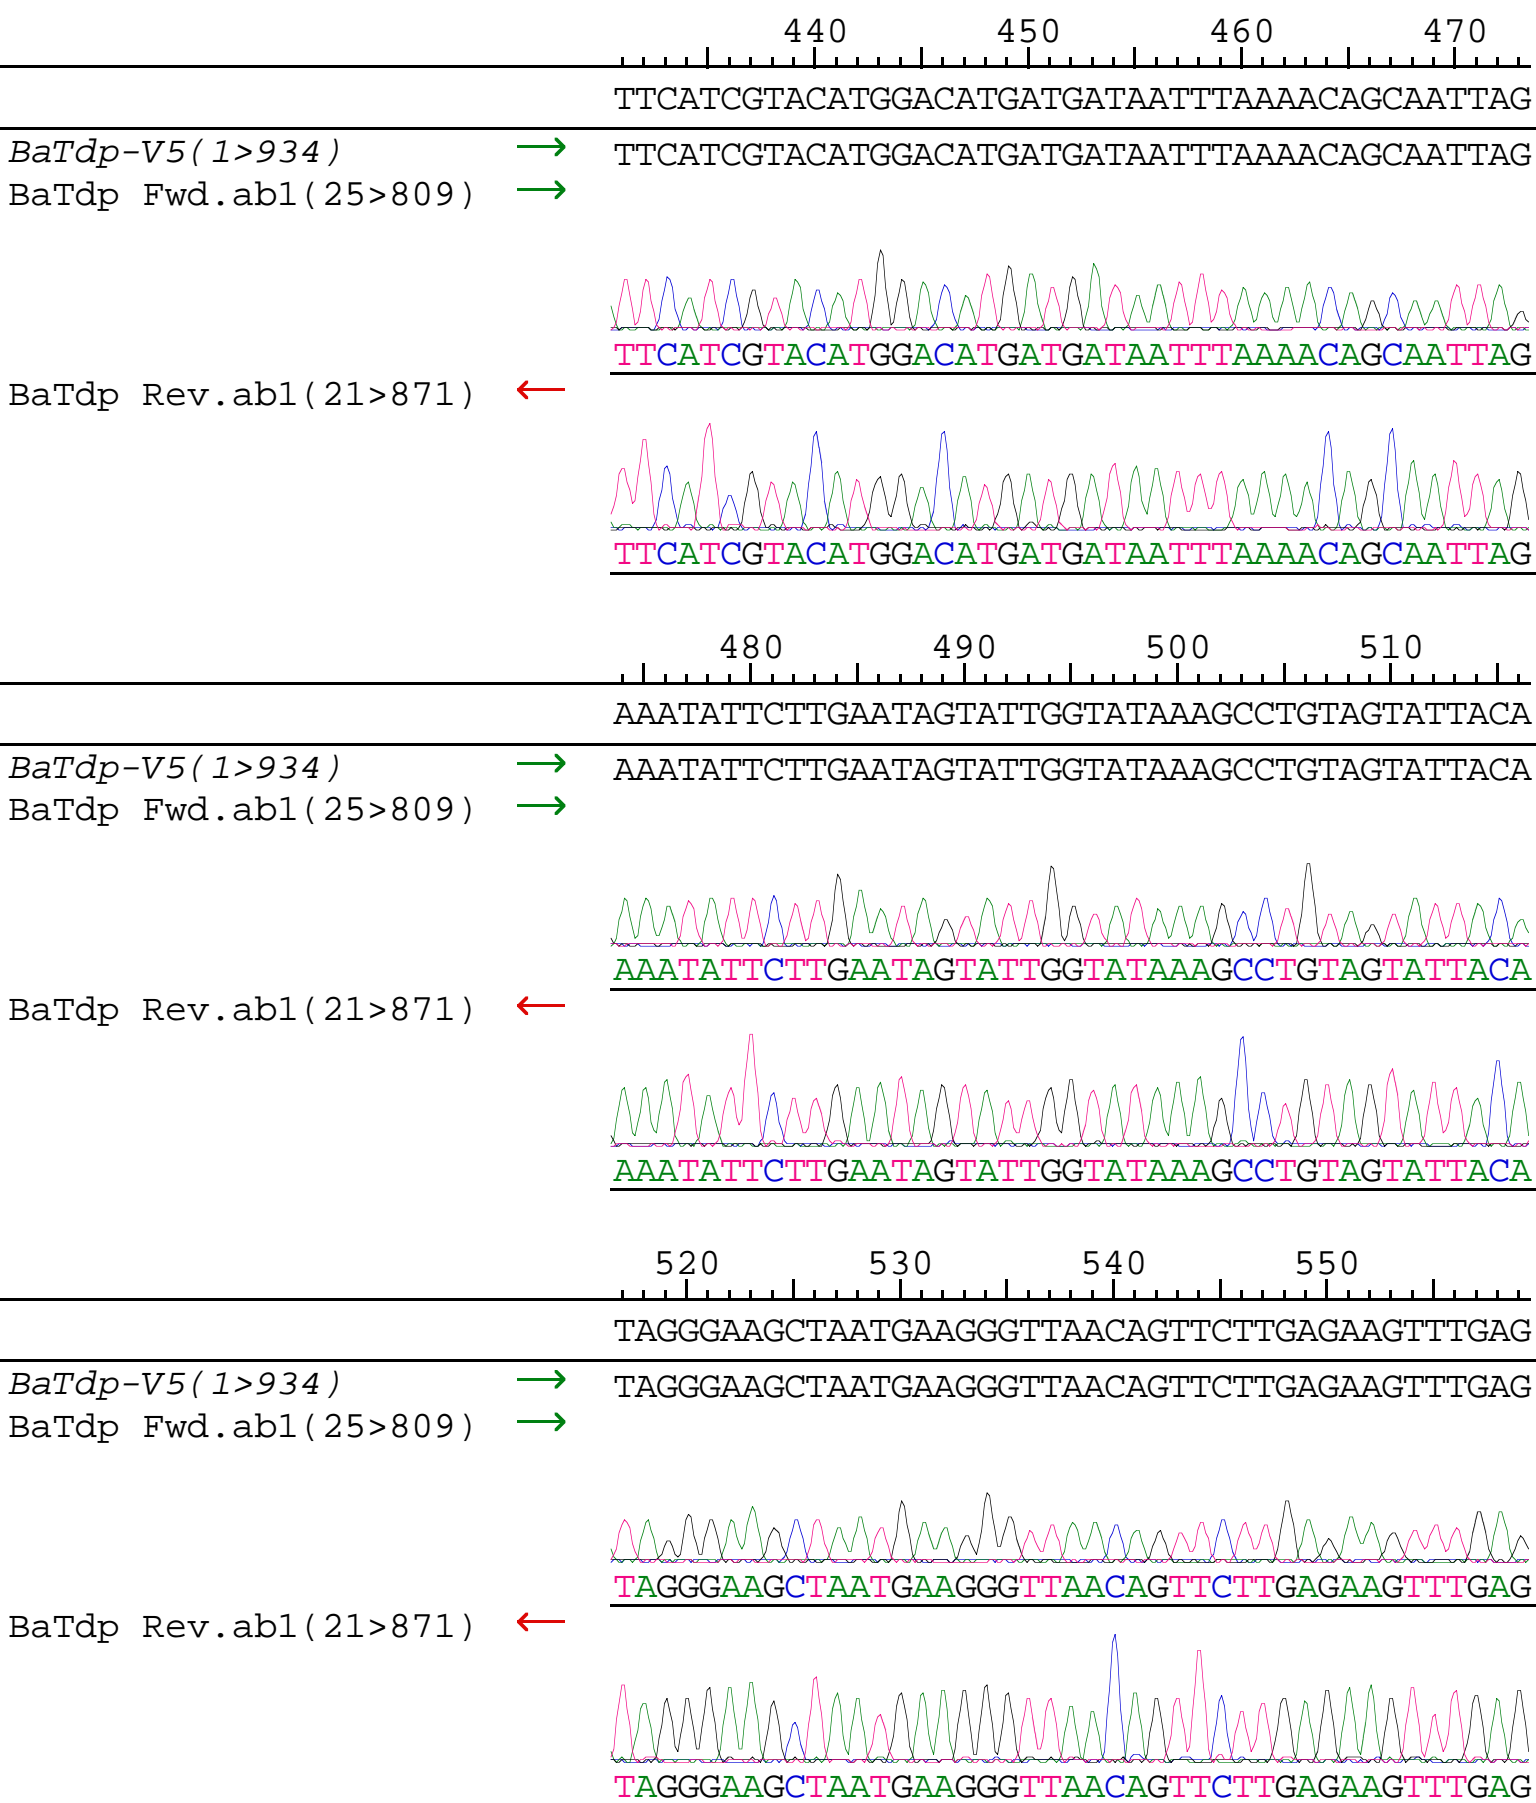 440 450 460 470
TTCATCGTACATGGACATGATGATAATTTAAAACAGCAATTAG
BaTdp-V5(1>934) → TTCATCGTACATGGACATGATGATAATTTAAAACAGCAATTAG
BaTdp Fwd.ab1(25>809) →
TTCATCGTACATGGACATGATGATAATTTAAAACAGCAATTAG
BaTdp Rev.ab1(21>871) ←
TTCATCGTACATGGACATGATGATAATTTAAAACAGCAATTAG
480 490 500 510
AAATATTCTTGAATAGTATTGGTATAAAGCCTGTAGTATTACA
BaTdp-V5(1>934) → AAATATTCTTGAATAGTATTGGTATAAAGCCTGTAGTATTACA
BaTdp Fwd.ab1(25>809) →
AAATATTCTTGAATAGTATTGGTATAAAGCCTGTAGTATTACA
BaTdp Rev.ab1(21>871) ←
AAATATTCTTGAATAGTATTGGTATAAAGCCTGTAGTATTACA
520 530 540 550
TAGGGAAGCTAATGAAGGGTTAACAGTTCTTGAGAAGTTTGAG
BaTdp-V5(1>934) → TAGGGAAGCTAATGAAGGGTTAACAGTTCTTGAGAAGTTTGAG
BaTdp Fwd.ab1(25>809) →
TAGGGAAGCTAATGAAGGGTTAACAGTTCTTGAGAAGTTTGAG
BaTdp Rev.ab1(21>871) ←
TAGGGAAGCTAATGAAGGGTTAACAGTTCTTGAGAAGTTTGAG